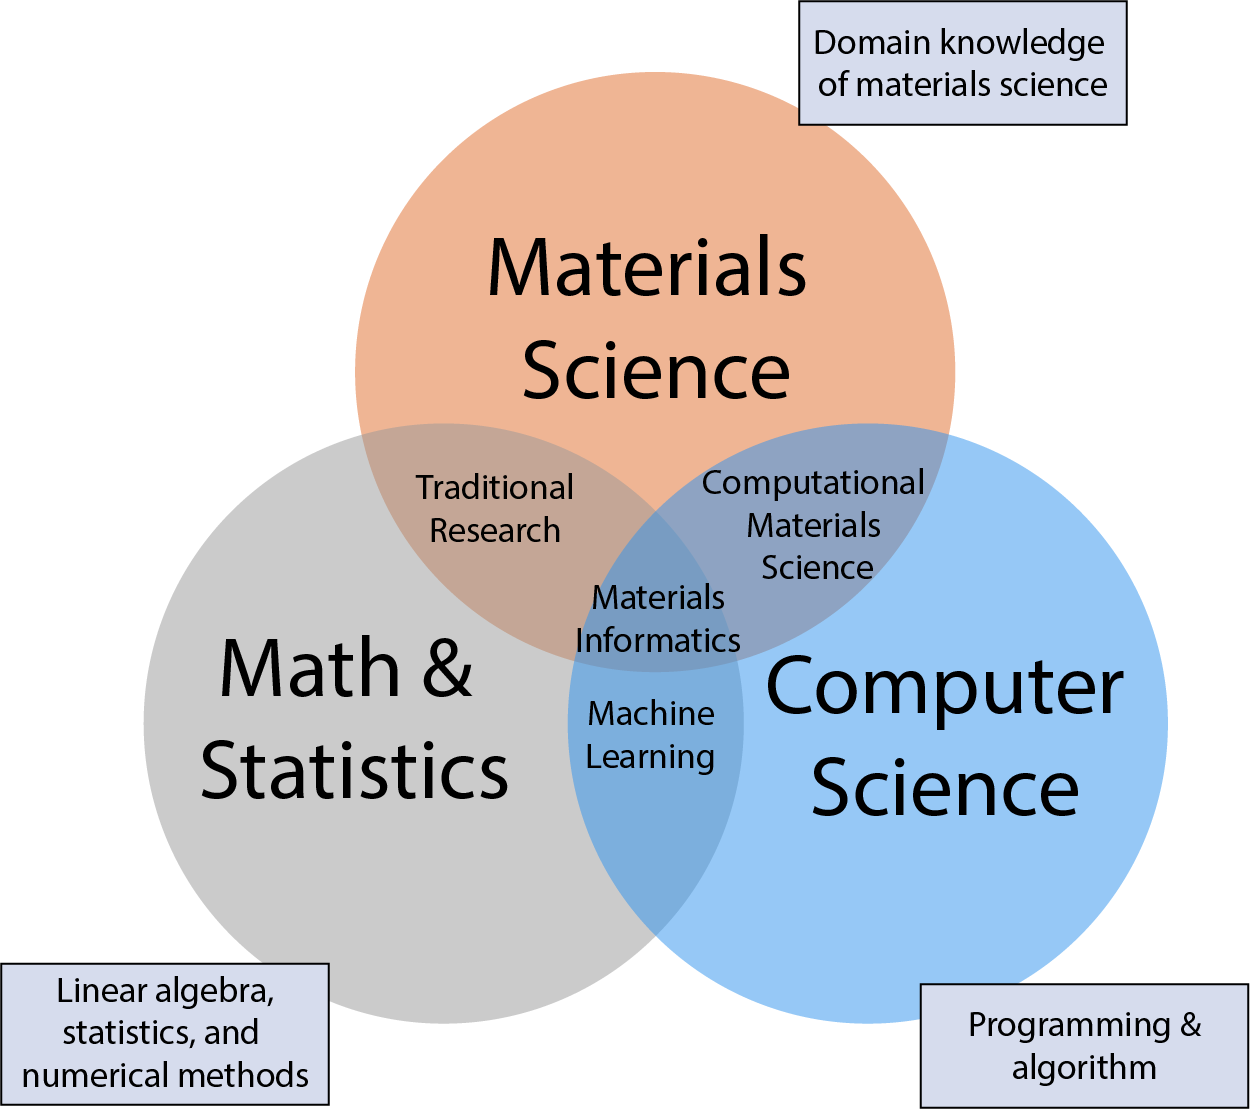 Domain knowledge
of materials science
Materials
Science
Traditional
Research
Computational
Materials
Science
Materials
Informatics
Math &
Statistics
Computer
Science
Machine
Learning
Linear algebra,
statistics, and
numerical methods
Programming &
algorithm